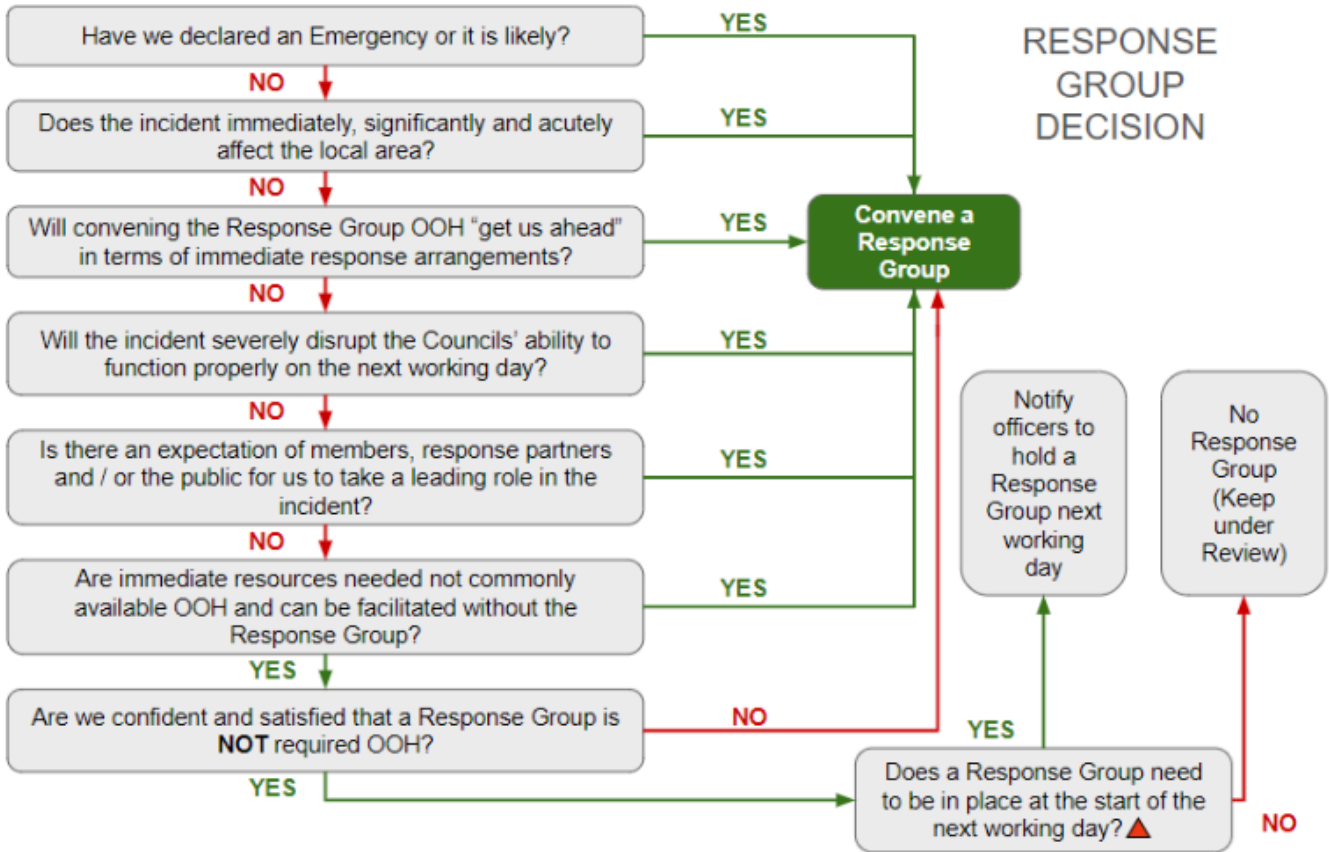 RESPONSE
GROUP
DECISION
Have we declared an Emergency or it is likely?
YES
NO
Does the incident immediately, significantly and acutely
affect the local area?
YES
NO
Will convening the Response Group OOH “get us ahead”
in terms of immediate response arrangements?
YES
Convene a
Response
Group
NO
Will the incident severely disrupt the Councils’ ability to
function properly on the next working day?
YES
NO
Is there an expectation of members, response partners
and / or the public for us to take a leading role in the
incident?
YES
NO
Are immediate resources needed not commonly
available OOH and can be facilitated without the
Response Group?
YES
YES
Are we confident and satisfied that a Response Group is
NOT required OOH?
NO
YES
Does a Response Group need
to be in place at the start of the
next working day?
YES
Notify
officers to
hold a
Response
Group next
working
day
NO
No
Response
Group
(Keep
under
Review)